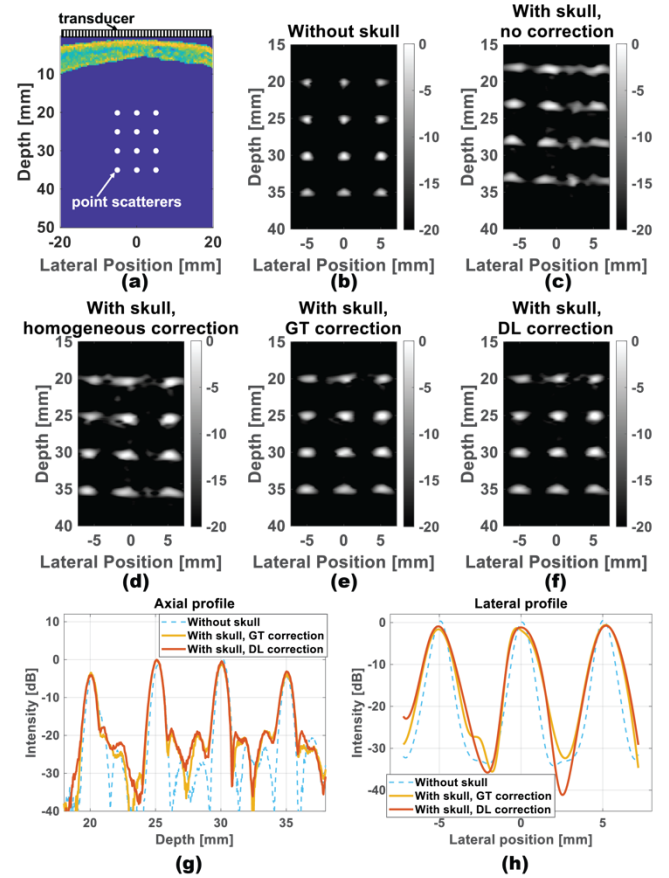 transducer
10
20
30
40
50
Depth [mm]
point scatterers
-20
0
20
Lateral Position [mm]
(a)
Without skull
15
20
25
30
35
40
Depth [mm]
-5
0
5
Lateral Position [mm]
0
-5
-10
-15
-20
(b)
With skull,
no correction
15
20
25
30
35
40
Depth [mm]
-5
0
5
Lateral Position [mm]
0
-5
-10
-15
-20
(c)
With skull,
homogeneous correction
15
20
25
30
35
40
Depth [mm]
-5
0
5
Lateral Position [mm]
0
-5
-10
-15
-20
(d)
With skull,
GT correction
15
20
25
30
35
40
Depth [mm]
-5
0
5
Lateral Position [mm]
0
-5
-10
-15
-20
(e)
With skull,
DL correction
15
20
25
30
35
40
Depth [mm]
-5
0
5
Lateral Position [mm]
0
-5
-10
-15
-20
(f)
Axial profile
Without skull
With skull, GT correction
With skull, DL correction
10
0
-10
-20
-30
-40
Intensity [dB]
20
25
30
35
Depth [mm]
(g)
Lateral profile
0
-10
-20
-30
-40
Intensity [dB]
Without skull
With skull, GT correction
With skull, DL correction
-5
0
5
Lateral position [mm]
(h)